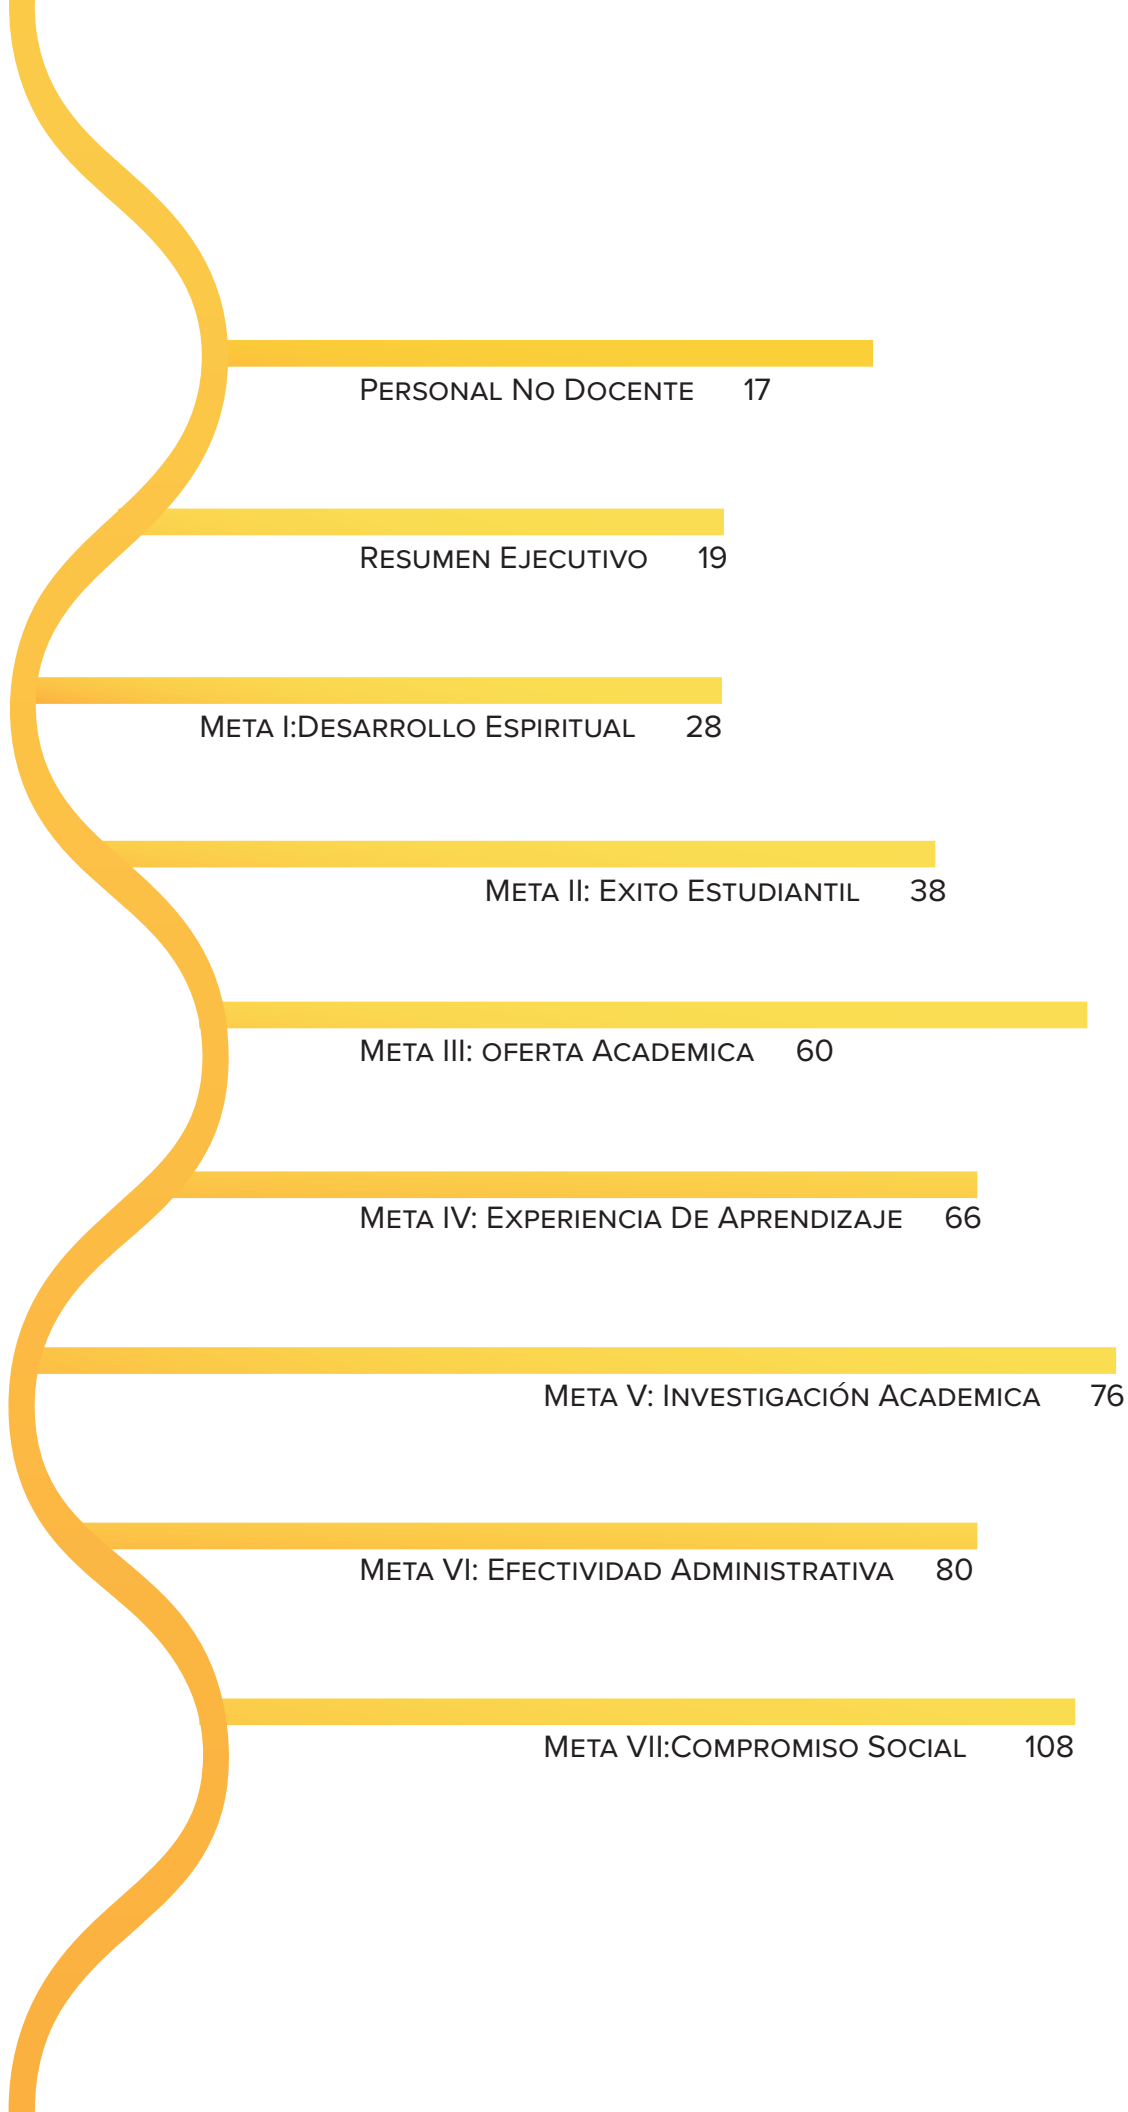 Personal No Docente 17
Resumen Ejecutivo 19
Meta I:Desarrollo Espiritual 28
Meta II: Exito Estudiantil 38
Meta III: oferta Academica 60
Meta IV: Experiencia De Aprendizaje 66
Meta V: Investigación Academica 76
Meta VI: Efectividad Administrativa 80
Meta VII:Compromiso Social 108